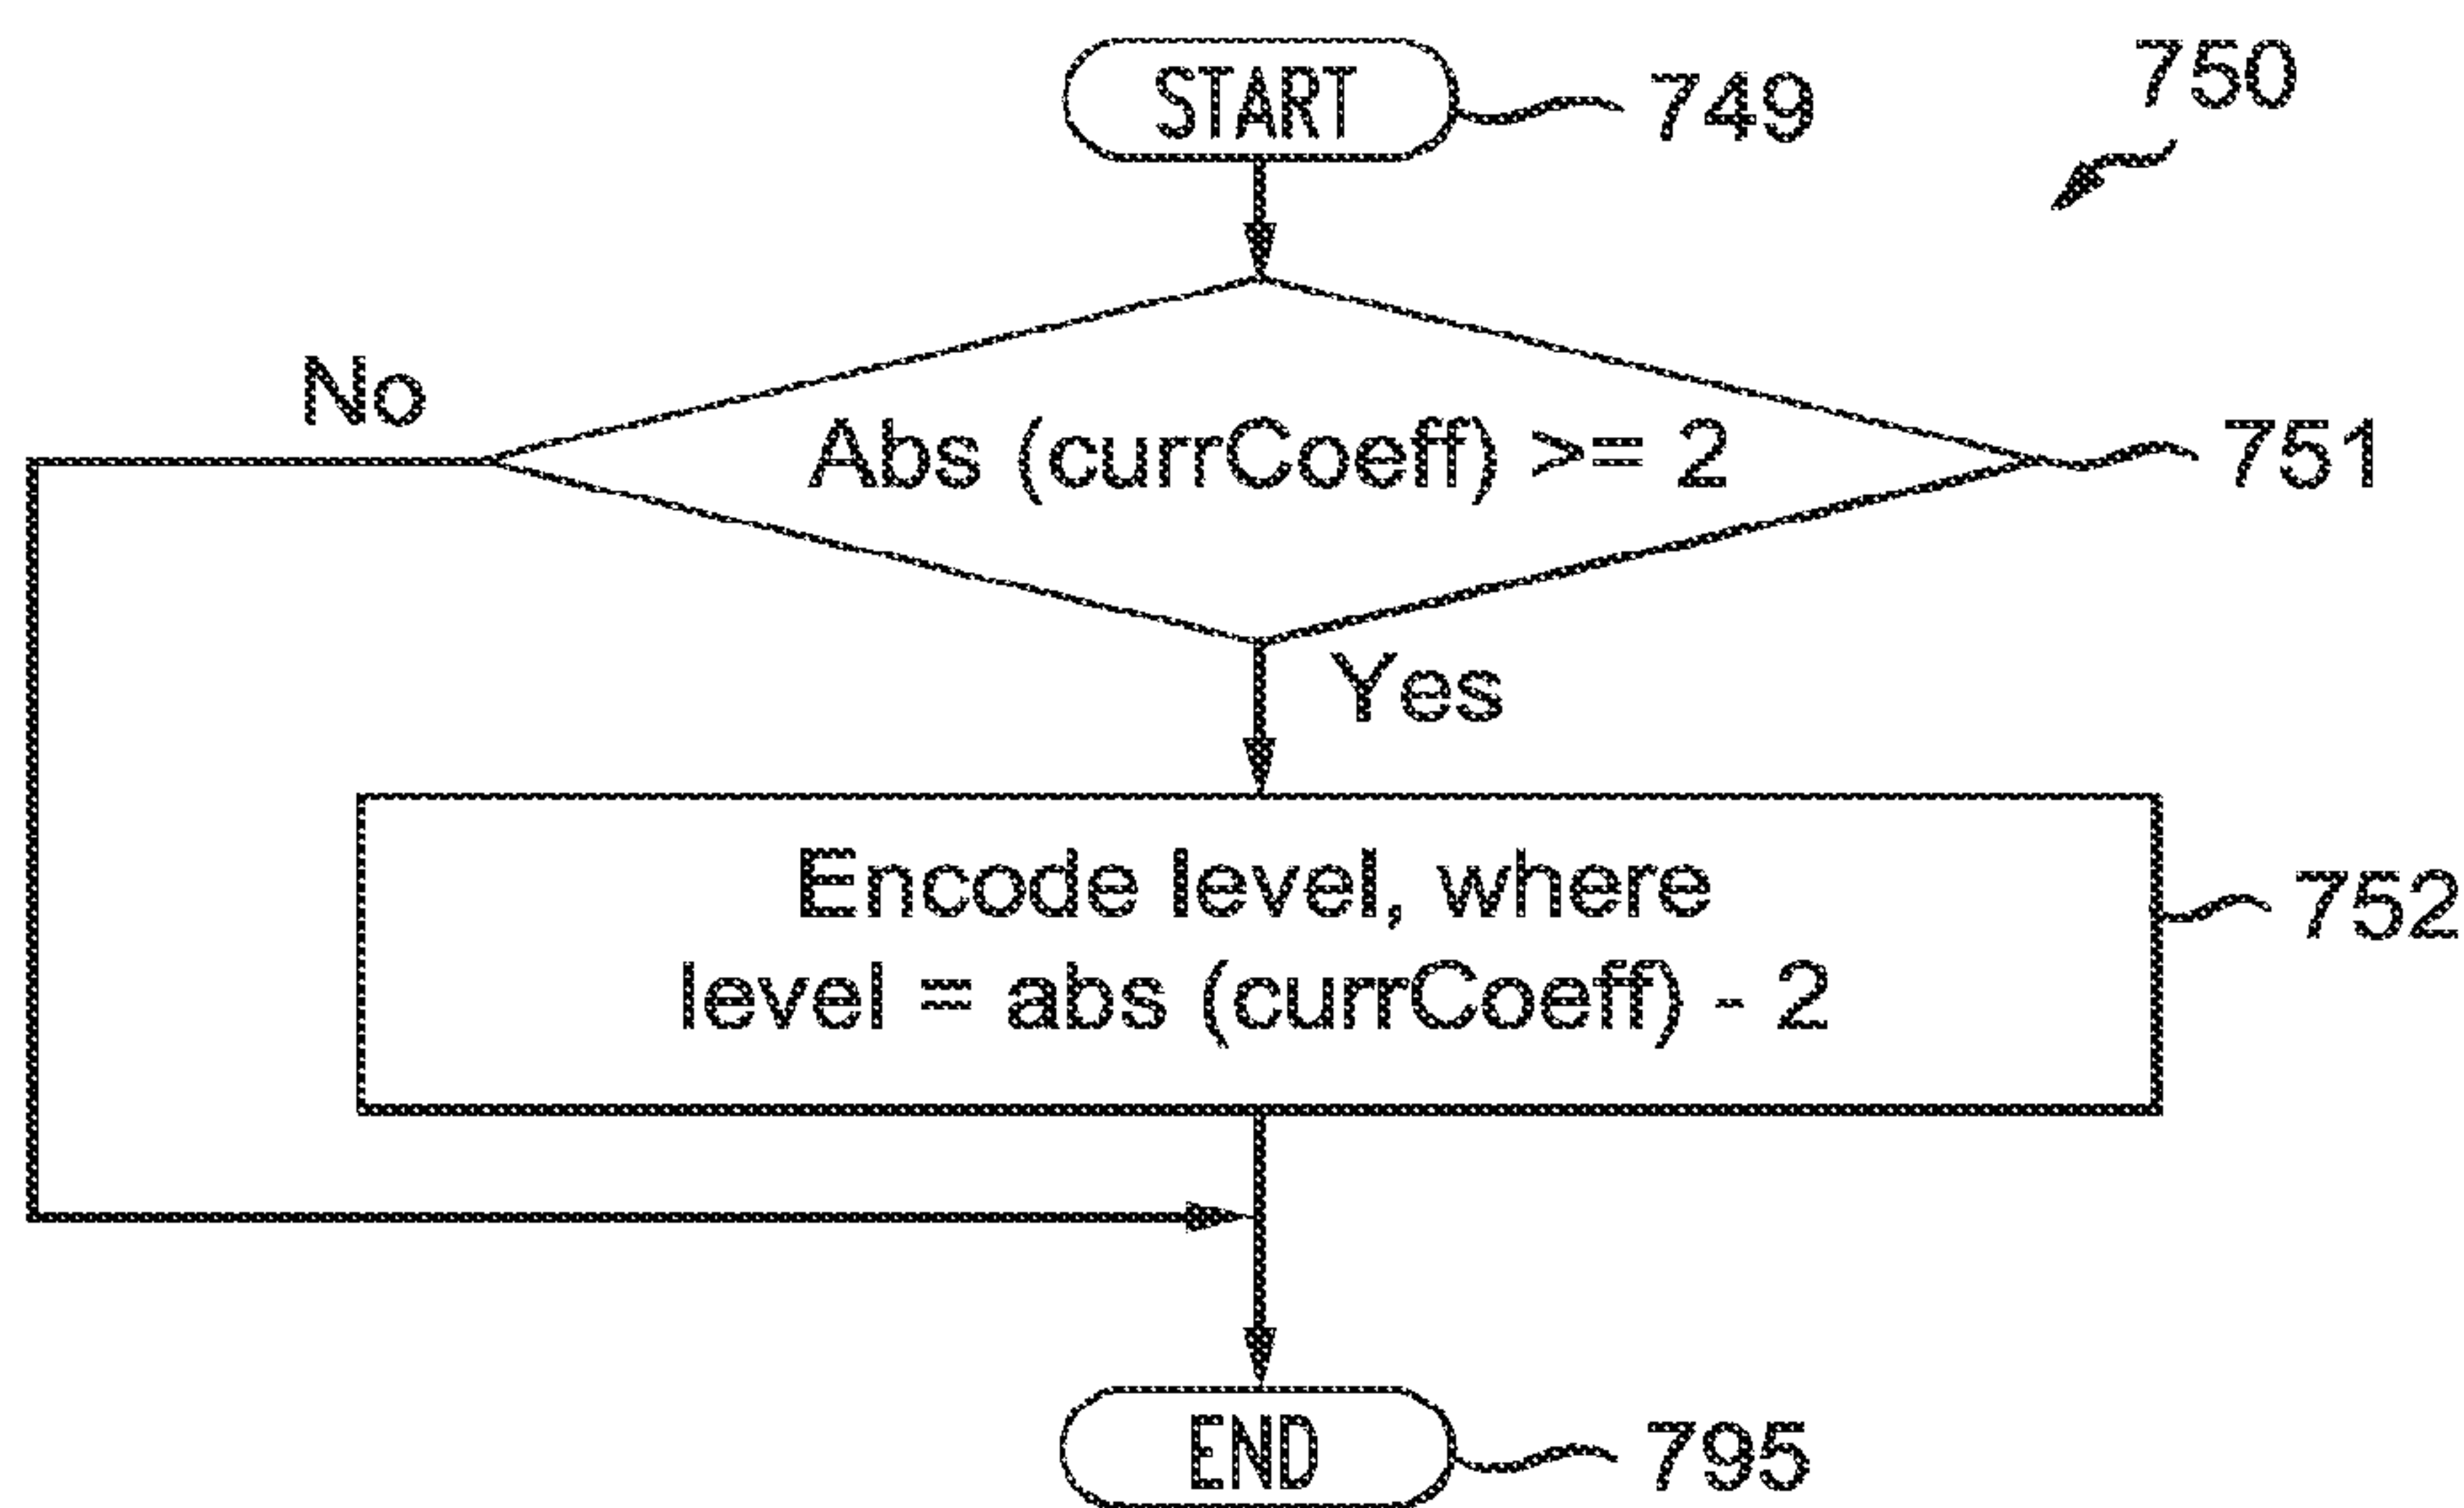 START
749
750
No
Abs (currCoeff) >= 2
751
Yes
Encode level, where
level = abs (currCoeff) - 2
752
END
795